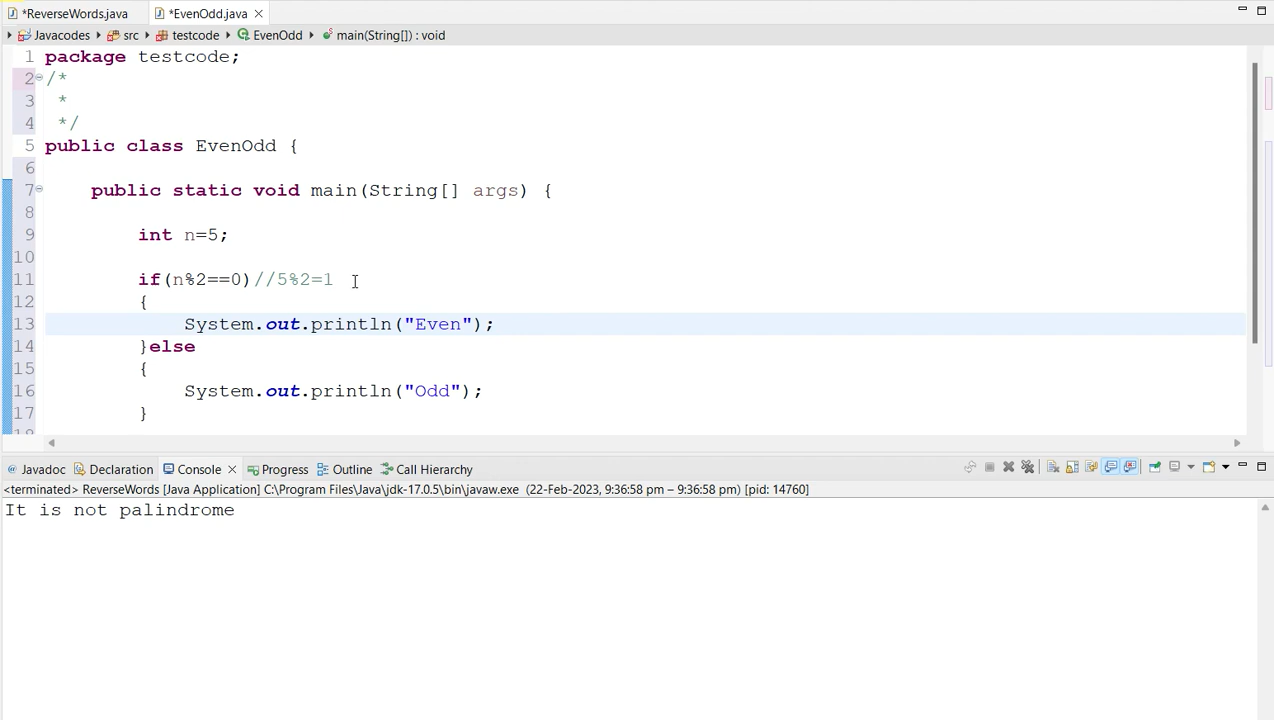 *ReverseWords.java *EvenOdd.java
Javacodes src testcode EvenOdd main(String[]) : void
1 package testcode;
2 /*
3 *
4 */
5 public class EvenOdd {
6
7 public static void main(String[] args) {
8
9 int n=5;
10
11 if(n%2==0)//5%2=1
12 {
13 System.out.println("Even");
14 }else
15 {
16 System.out.println("Odd");
17 }
18
Javadoc Declaration Console Progress Outline Call Hierarchy
<terminated> ReverseWords [Java Application] C:\Program Files\Java\jdk-17.0.5\bin\javaw.exe (22-Feb-2023, 9:36:58 pm – 9:36:58 pm) [pid: 14760]
It is not palindrome